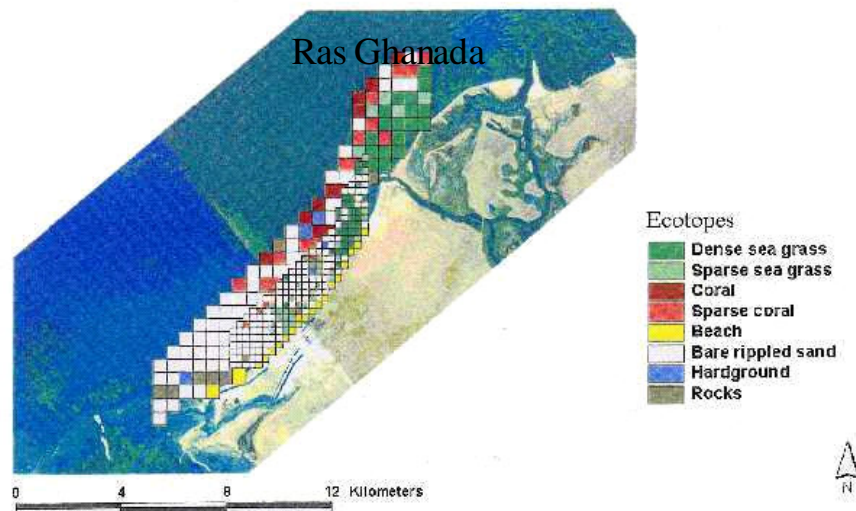 Ras Ghanada
Ecotopes
Dense sea grass
Sparse sea grass
Coral
Sparse coral
Beach
Bare rippled sand
Hardground
Rocks
0 4 8 12 Kilometers
N